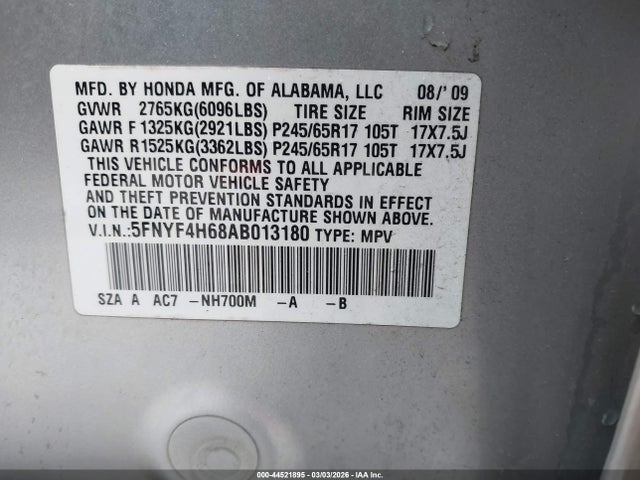 MFD. BY HONDA MFG. OF ALABAMA, LLC 08/'09
GVWR 2765KG(6096LBS) TIRE SIZE RIM SIZE
GAWR F 1325KG(2921LBS) P245/65R17 105T 17X7.5J
GAWR R1525KG(3362LBS) P245/65R17 105T 17X7.5J
THIS VEHICLE CONFORMS TO ALL APPLICABLE
FEDERAL MOTOR VEHICLE SAFETY
AND THEFT PREVENTION STANDARDS IN EFFECT
ON THE DATE OF MANUFACTURE SHOWN ABOVE.
V.I.N.:5FNYF4H68AB013180 TYPE: MPV
SZA A AC7 -NH700M -A -B
000-44521895 - 03/03/2026 - IAAI, Inc.